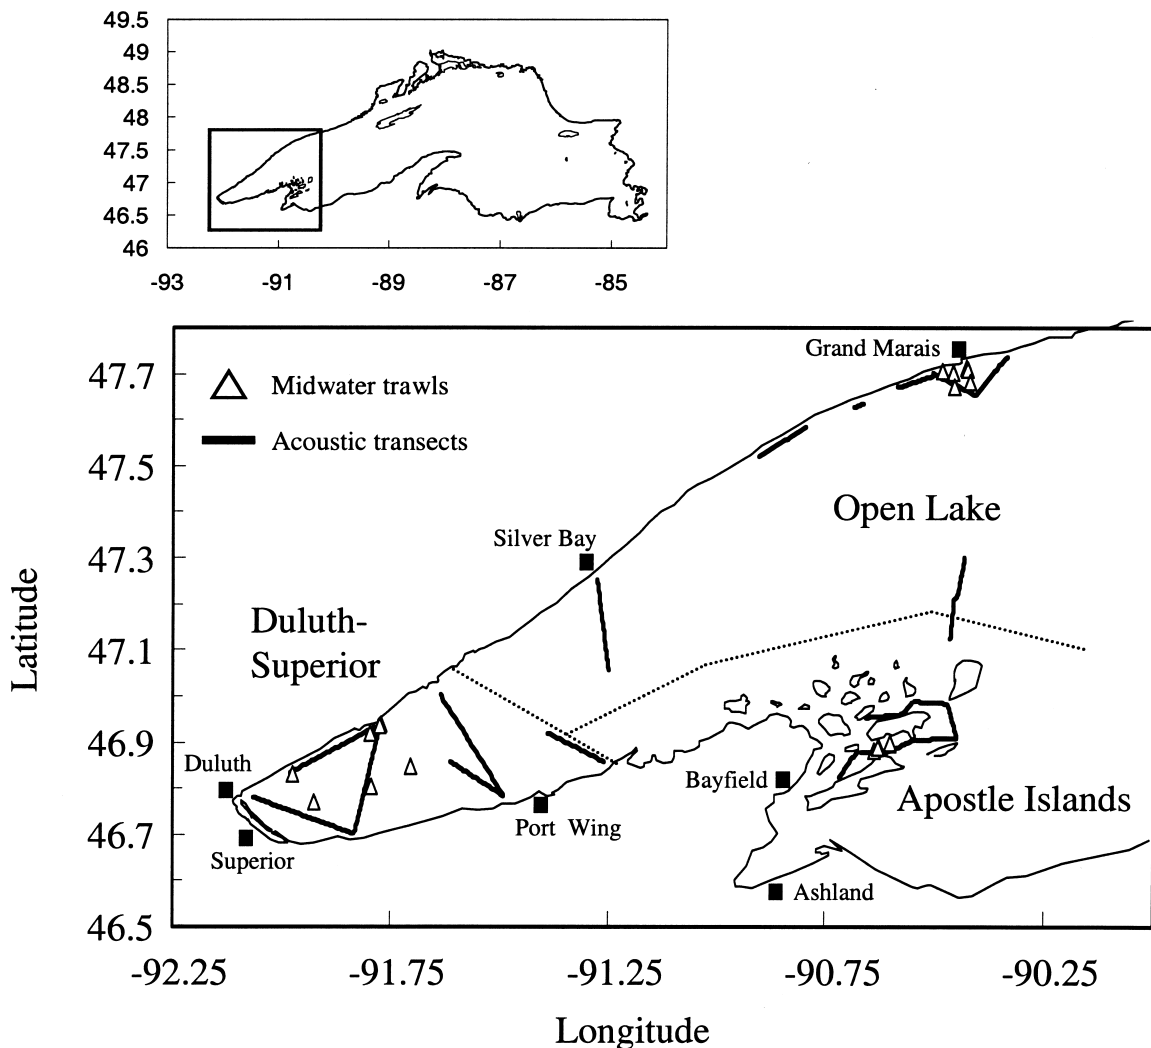 49.5
49
48.5
48
47.5
47
46.5
46
-93
-91
-89
-87
-85
Grand Marais
47.7
Midwater trawls
Acoustic transects
47.5
Open Lake
Silver Bay
47.3
Duluth-
Superior
47.1
Latitude
46.9
Duluth
Bayfield
Apostle Islands
Port Wing
46.7
Superior
Ashland
46.5
-92.25
-91.75
-91.25
-90.75
-90.25
Longitude